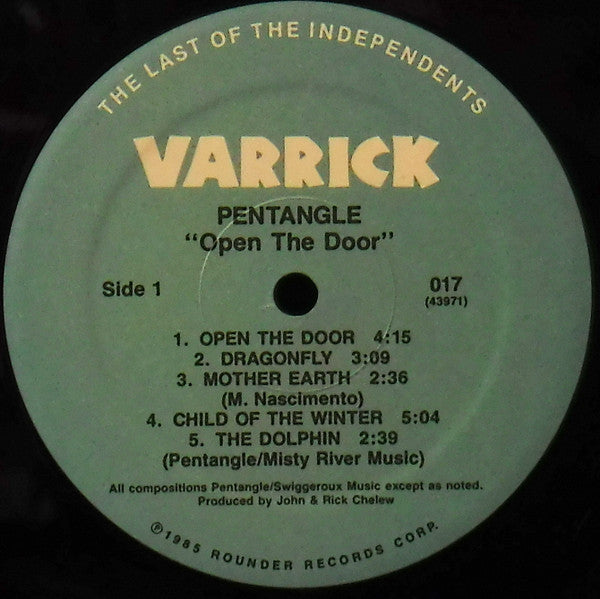 THE LAST OF THE INDEPENDENTS
VARRICK
PENTANGLE
"Open The Door"
Side 1
017
(43971)
1. OPEN THE DOOR 4:15
2. DRAGONFLY 3:09
3. MOTHER EARTH 2:36
(M. Nascimento)
4. CHILD OF THE WINTER 5:04
5. THE DOLPHIN 2:39
(Pentangle/Misty River Music)
All compositions Pentangle/Swiggeroux Music except as noted.
Produced by John & Rick Chelew
℗1985 ROUNDER RECORDS CORP.